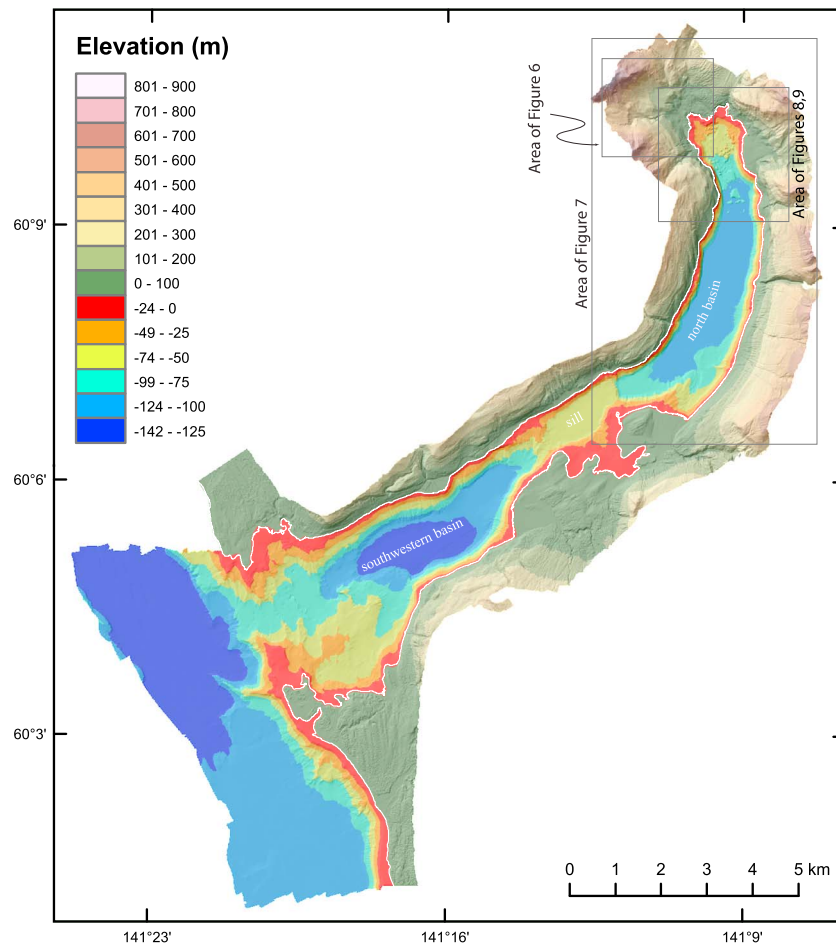 Elevation (m)
801 - 900
701 - 800
601 - 700
501 - 600
401 - 500
301 - 400
201 - 300
101 - 200
0 - 100
-24 - 0
-49 - -25
-74 - -50
-99 - -75
-124 - -100
-142 - -125
Area of Figure 6
Area of Figures 8,9
Area of Figure 7
north basin
sill
southwestern basin
60°9'
60°6'
60°3'
0 1 2 3 4 5 km
141°23' 141°16' 141°9'